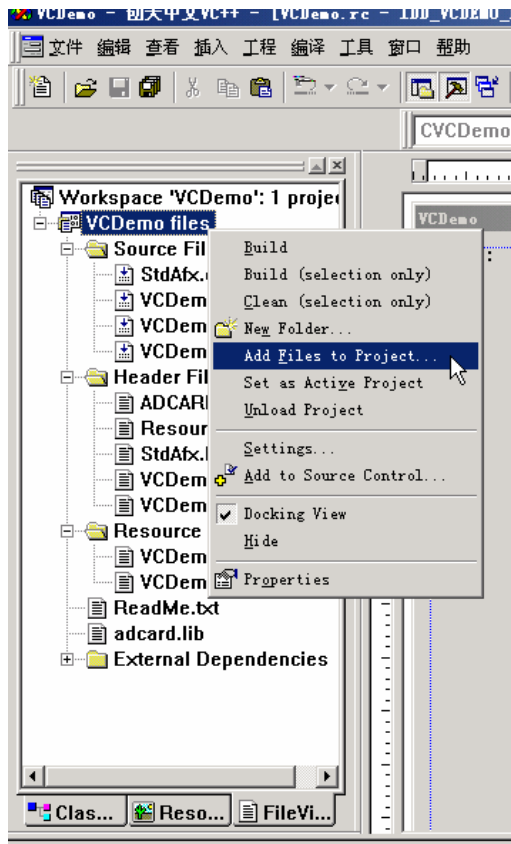 VCDemo - 创天中文VC++ - [VCDemo.rc - IDD_VCDEMO_
文件 编辑 查看 插入 工程 编译 工具 窗口 帮助
CVCDemo
Workspace 'VCDemo': 1 proje
VCDemo files
VCDemo
Source Fil
Build
StdAfx.
Build (selection only)
VCDem
Clean (selection only)
VCDem
New Folder...
VCDem
Add Files to Project...
Header Fil
Set as Active Project
ADCARI
Unload Project
Resour
StdAfx.
Settings...
VCDem
Add to Source Control...
VCDem
Docking View
Resource
Hide
VCDem
VCDem
Properties
ReadMe.txt
adcard.lib
External Dependencies
Clas...
Reso...
FileVi...